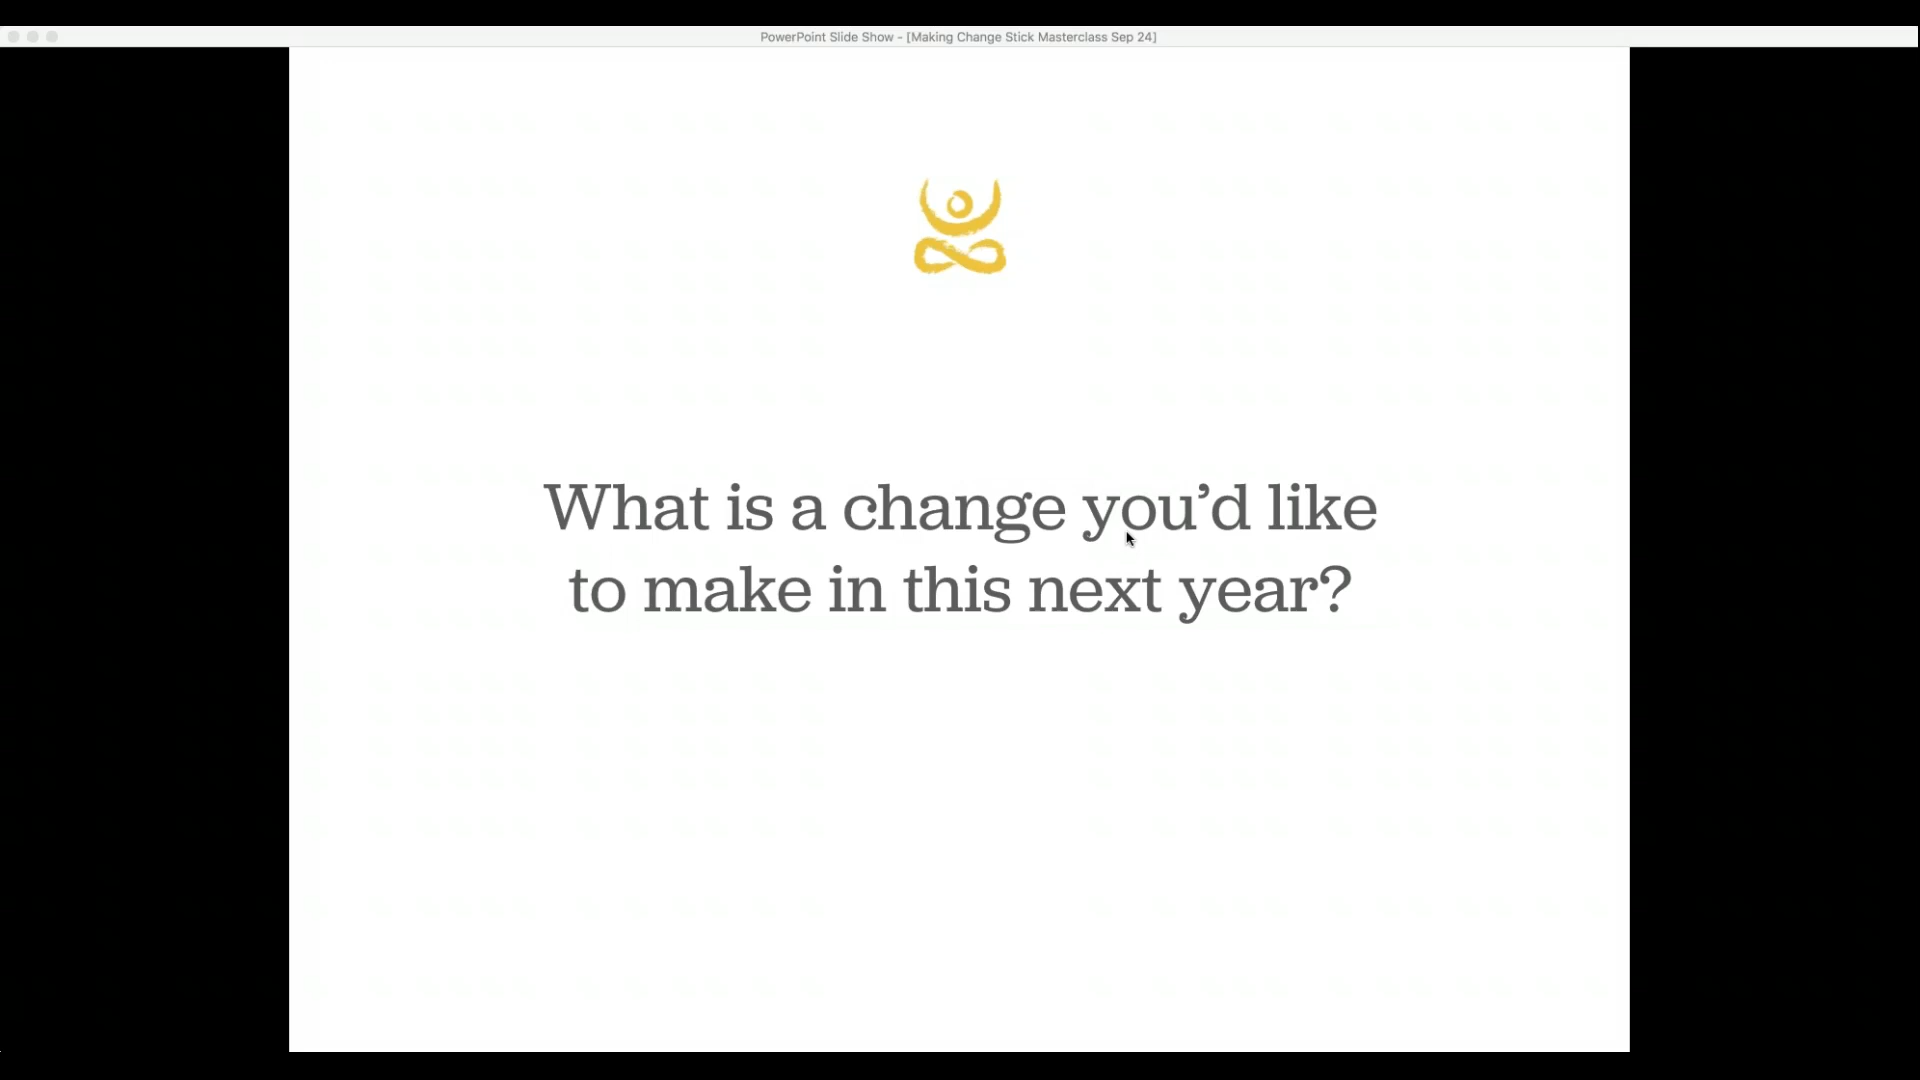 PowerPoint Slide Show - [Making Change Stick Masterclass Sep 24]
What is a change you’d like
to make in this next year?